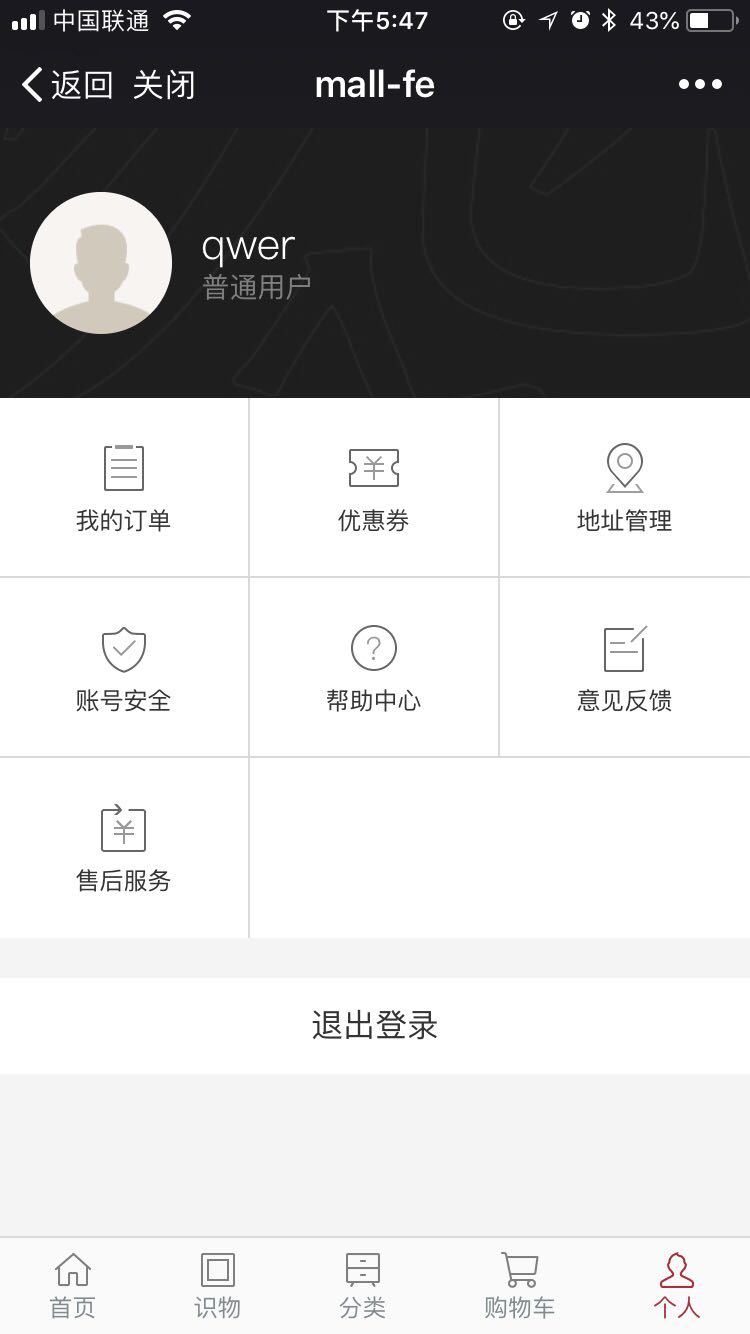 中国联通 下午5:47 43%
返回 关闭 mall-fe
qwer
普通用户
我的订单 优惠券 地址管理
账号安全 帮助中心 意见反馈
售后服务
退出登录
首页 识物 分类 购物车 个人